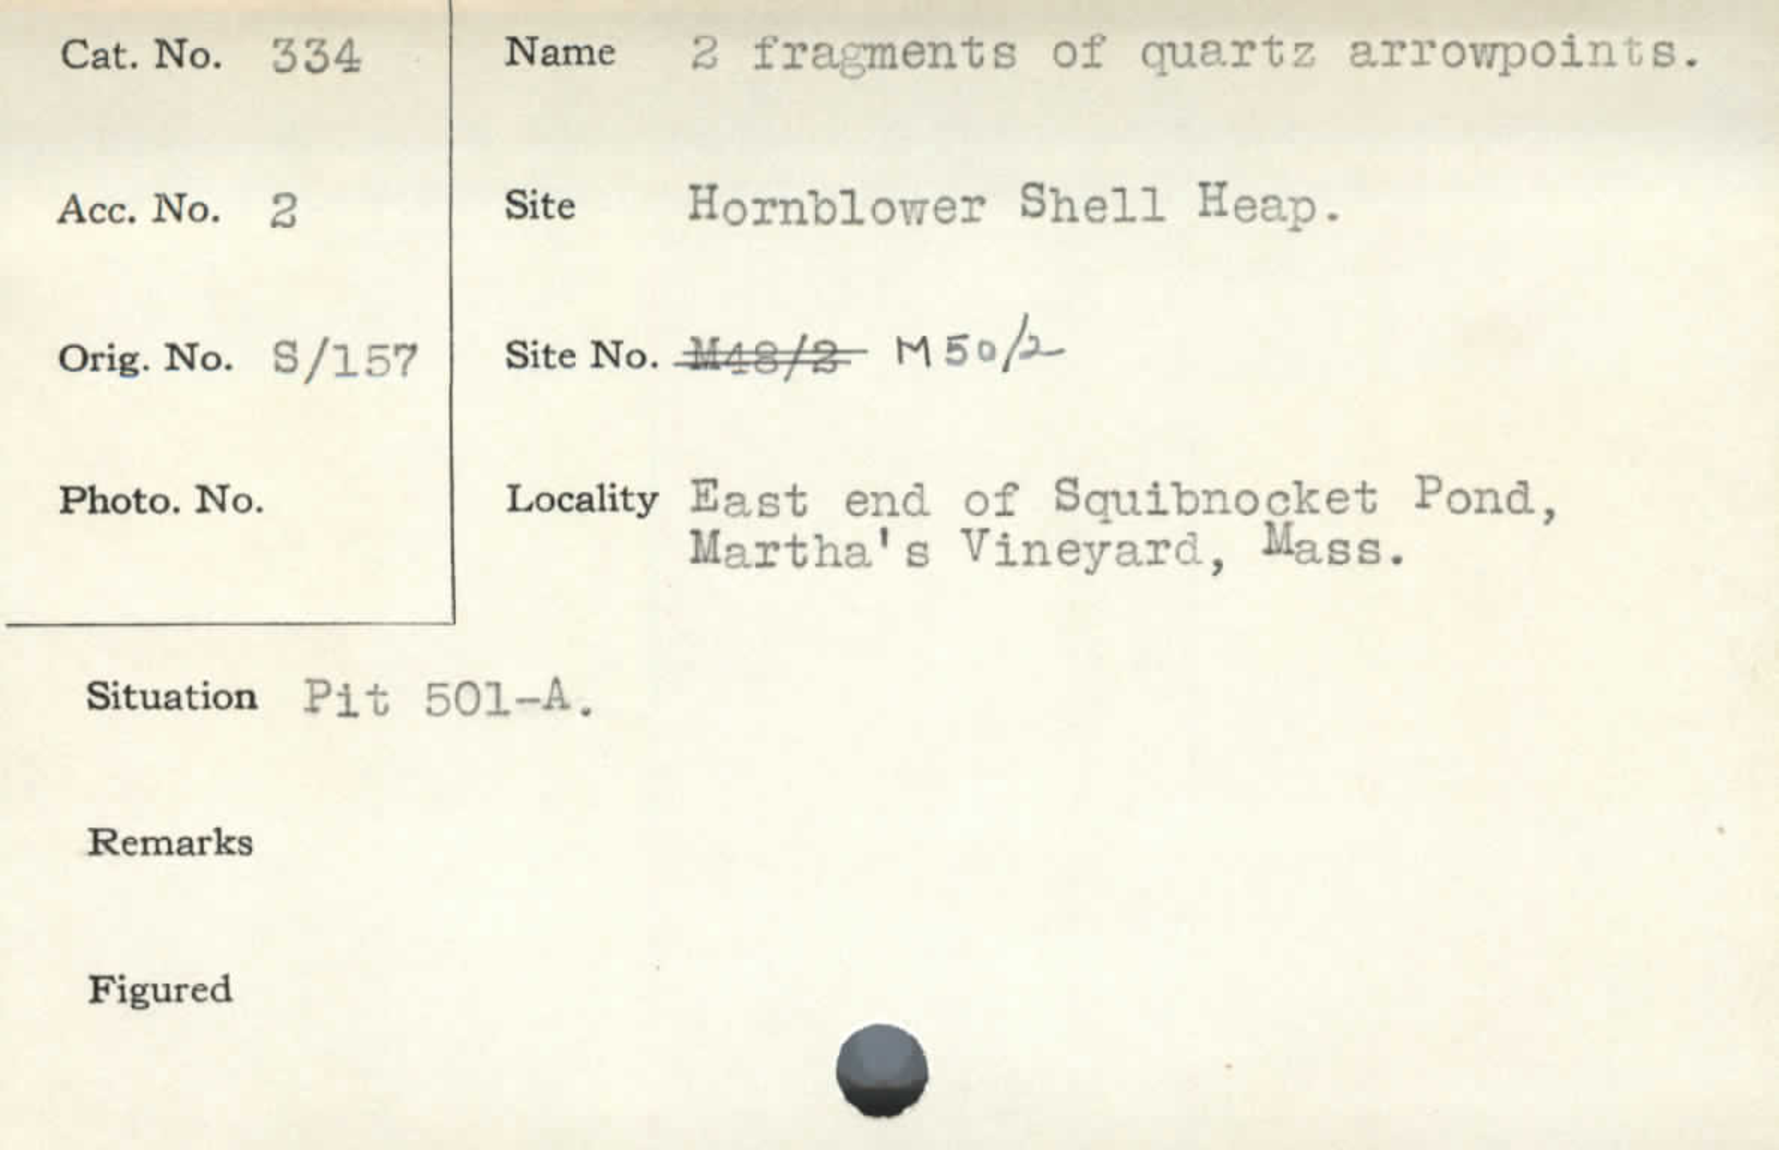 Cat. No. 334
Name 2 fragments of quartz arrowpoints.
Acc. No. 2
Site Hornblower Shell Heap.
Orig. No. S/157
Site No. M48/2 M50/2
Photo. No.
Locality East end of Squibnocket Pond,
Martha's Vineyard, Mass.
Situation Pit 501-A.
Remarks
Figured